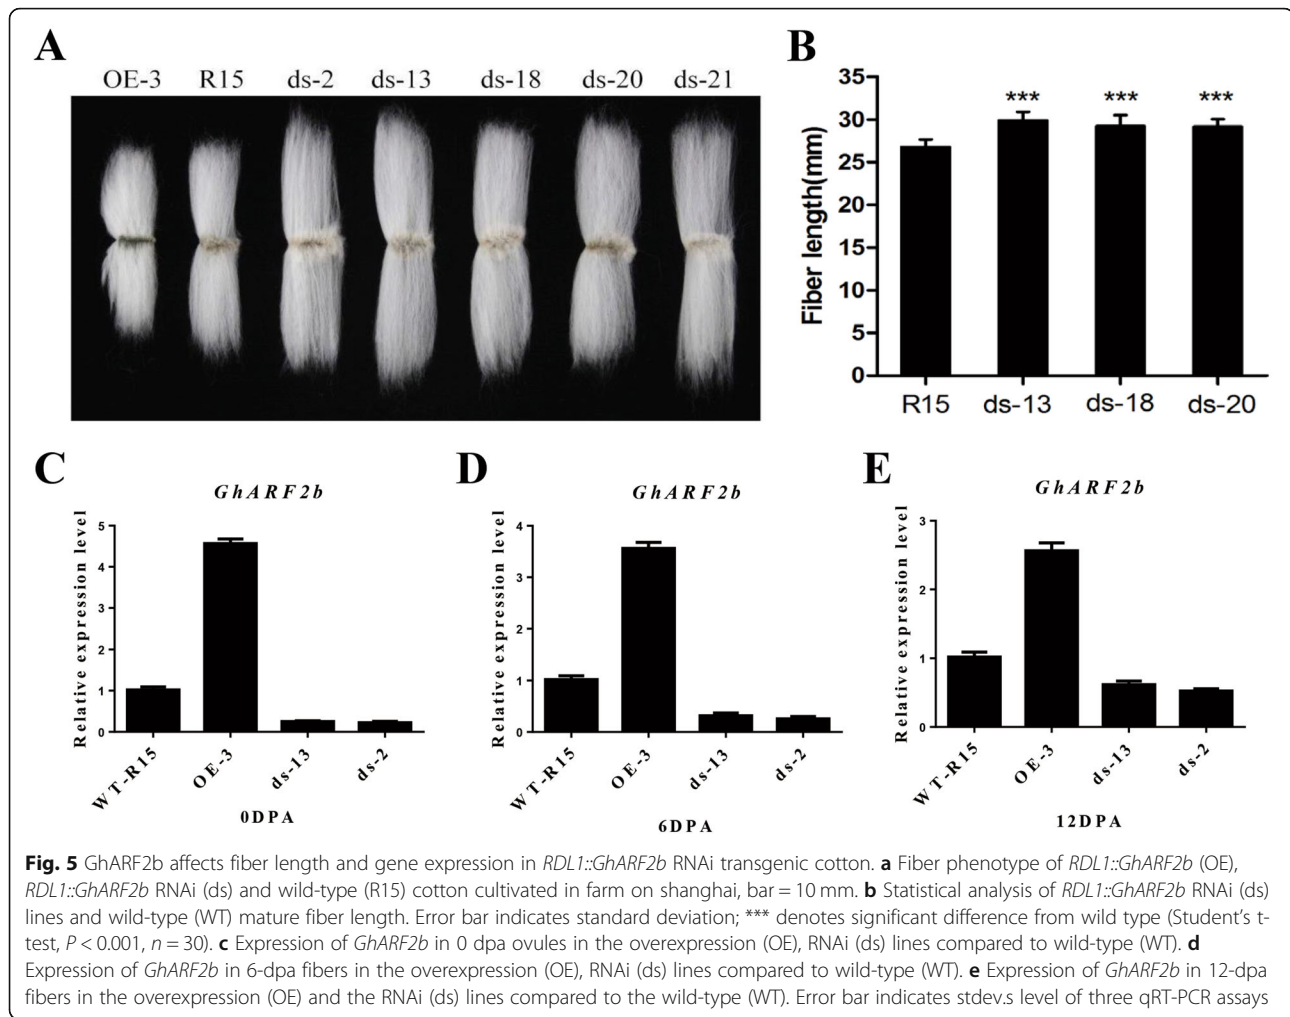 A
OE-3 R15 ds-2 ds-13 ds-18 ds-20 ds-21
B
Fiber length(mm)
35
30
25
20
15
10
5
0
*** *** ***
R15 ds-13 ds-18 ds-20
C
GhARF2b
Relative expression level
5
4
3
2
1
0
WT-R15 OE-3 ds-13 ds-2
0DPA
D
GhARF2b
Relative expression level
4
3
2
1
0
WT-R15 OE-3 ds-13 ds-2
6DPA
E
GhARF2b
Relative expression level
3
2
1
0
WT-R15 OE-3 ds-13 ds-2
12DPA
Fig. 5 GhARF2b affects fiber length and gene expression in RDL1::GhARF2b RNAi transgenic cotton. a Fiber phenotype of RDL1::GhARF2b (OE),
RDL1::GhARF2b RNAi (ds) and wild-type (R15) cotton cultivated in farm on shanghai, bar = 10 mm. b Statistical analysis of RDL1::GhARF2b RNAi (ds)
lines and wild-type (WT) mature fiber length. Error bar indicates standard deviation; *** denotes significant difference from wild type (Student's t-
test, P < 0.001, n = 30). c Expression of GhARF2b in 0 dpa ovules in the overexpression (OE), RNAi (ds) lines compared to wild-type (WT). d
Expression of GhARF2b in 6-dpa fibers in the overexpression (OE), RNAi (ds) lines compared to wild-type (WT). e Expression of GhARF2b in 12-dpa
fibers in the overexpression (OE) and the RNAi (ds) lines compared to the wild-type (WT). Error bar indicates stdev.s level of three qRT-PCR assays